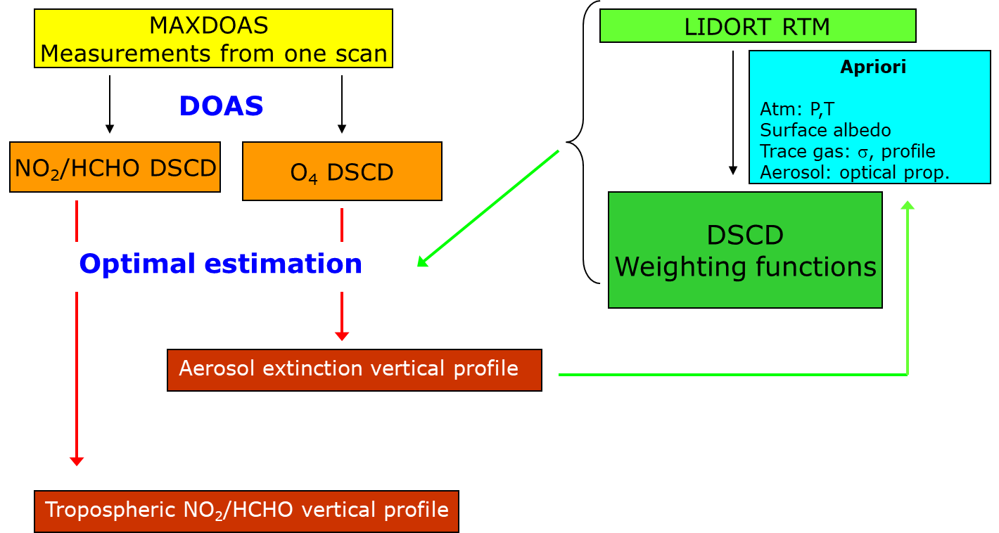 MAXDOAS
Measurements from one scan
DOAS
NO₂/HCHO DSCD
O₄ DSCD
Optimal estimation
Aerosol extinction vertical profile
Tropospheric NO₂/HCHO vertical profile
LIDORT RTM
Apriori
Atm: P,T
Surface albedo
Trace gas: σ, profile
Aerosol: optical prop.
DSCD
Weighting functions